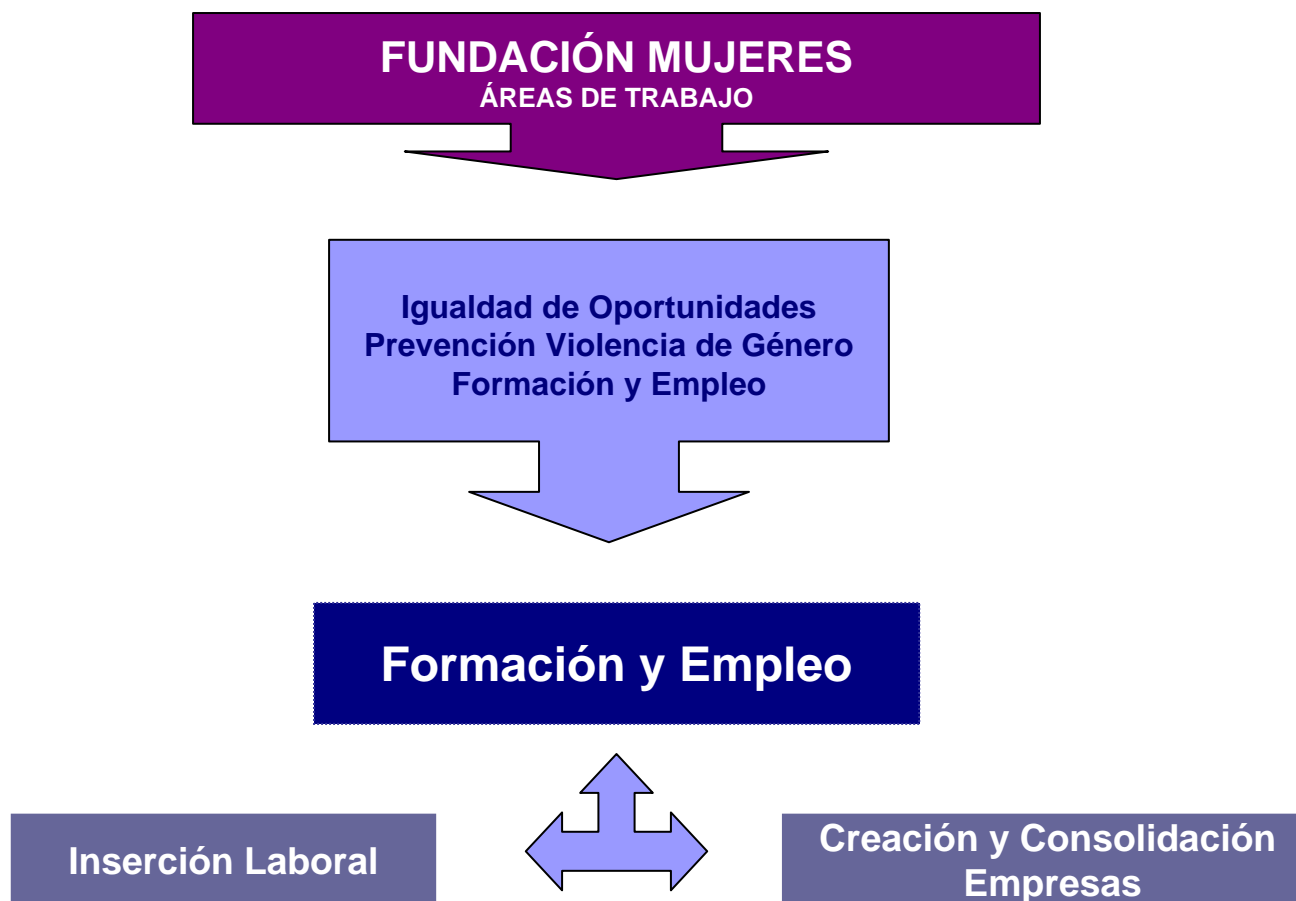 FUNDACIÓN MUJERES
ÁREAS DE TRABAJO
Igualdad de Oportunidades
Prevención Violencia de Género
Formación y Empleo
Formación y Empleo
Inserción Laboral
Creación y Consolidación
Empresas